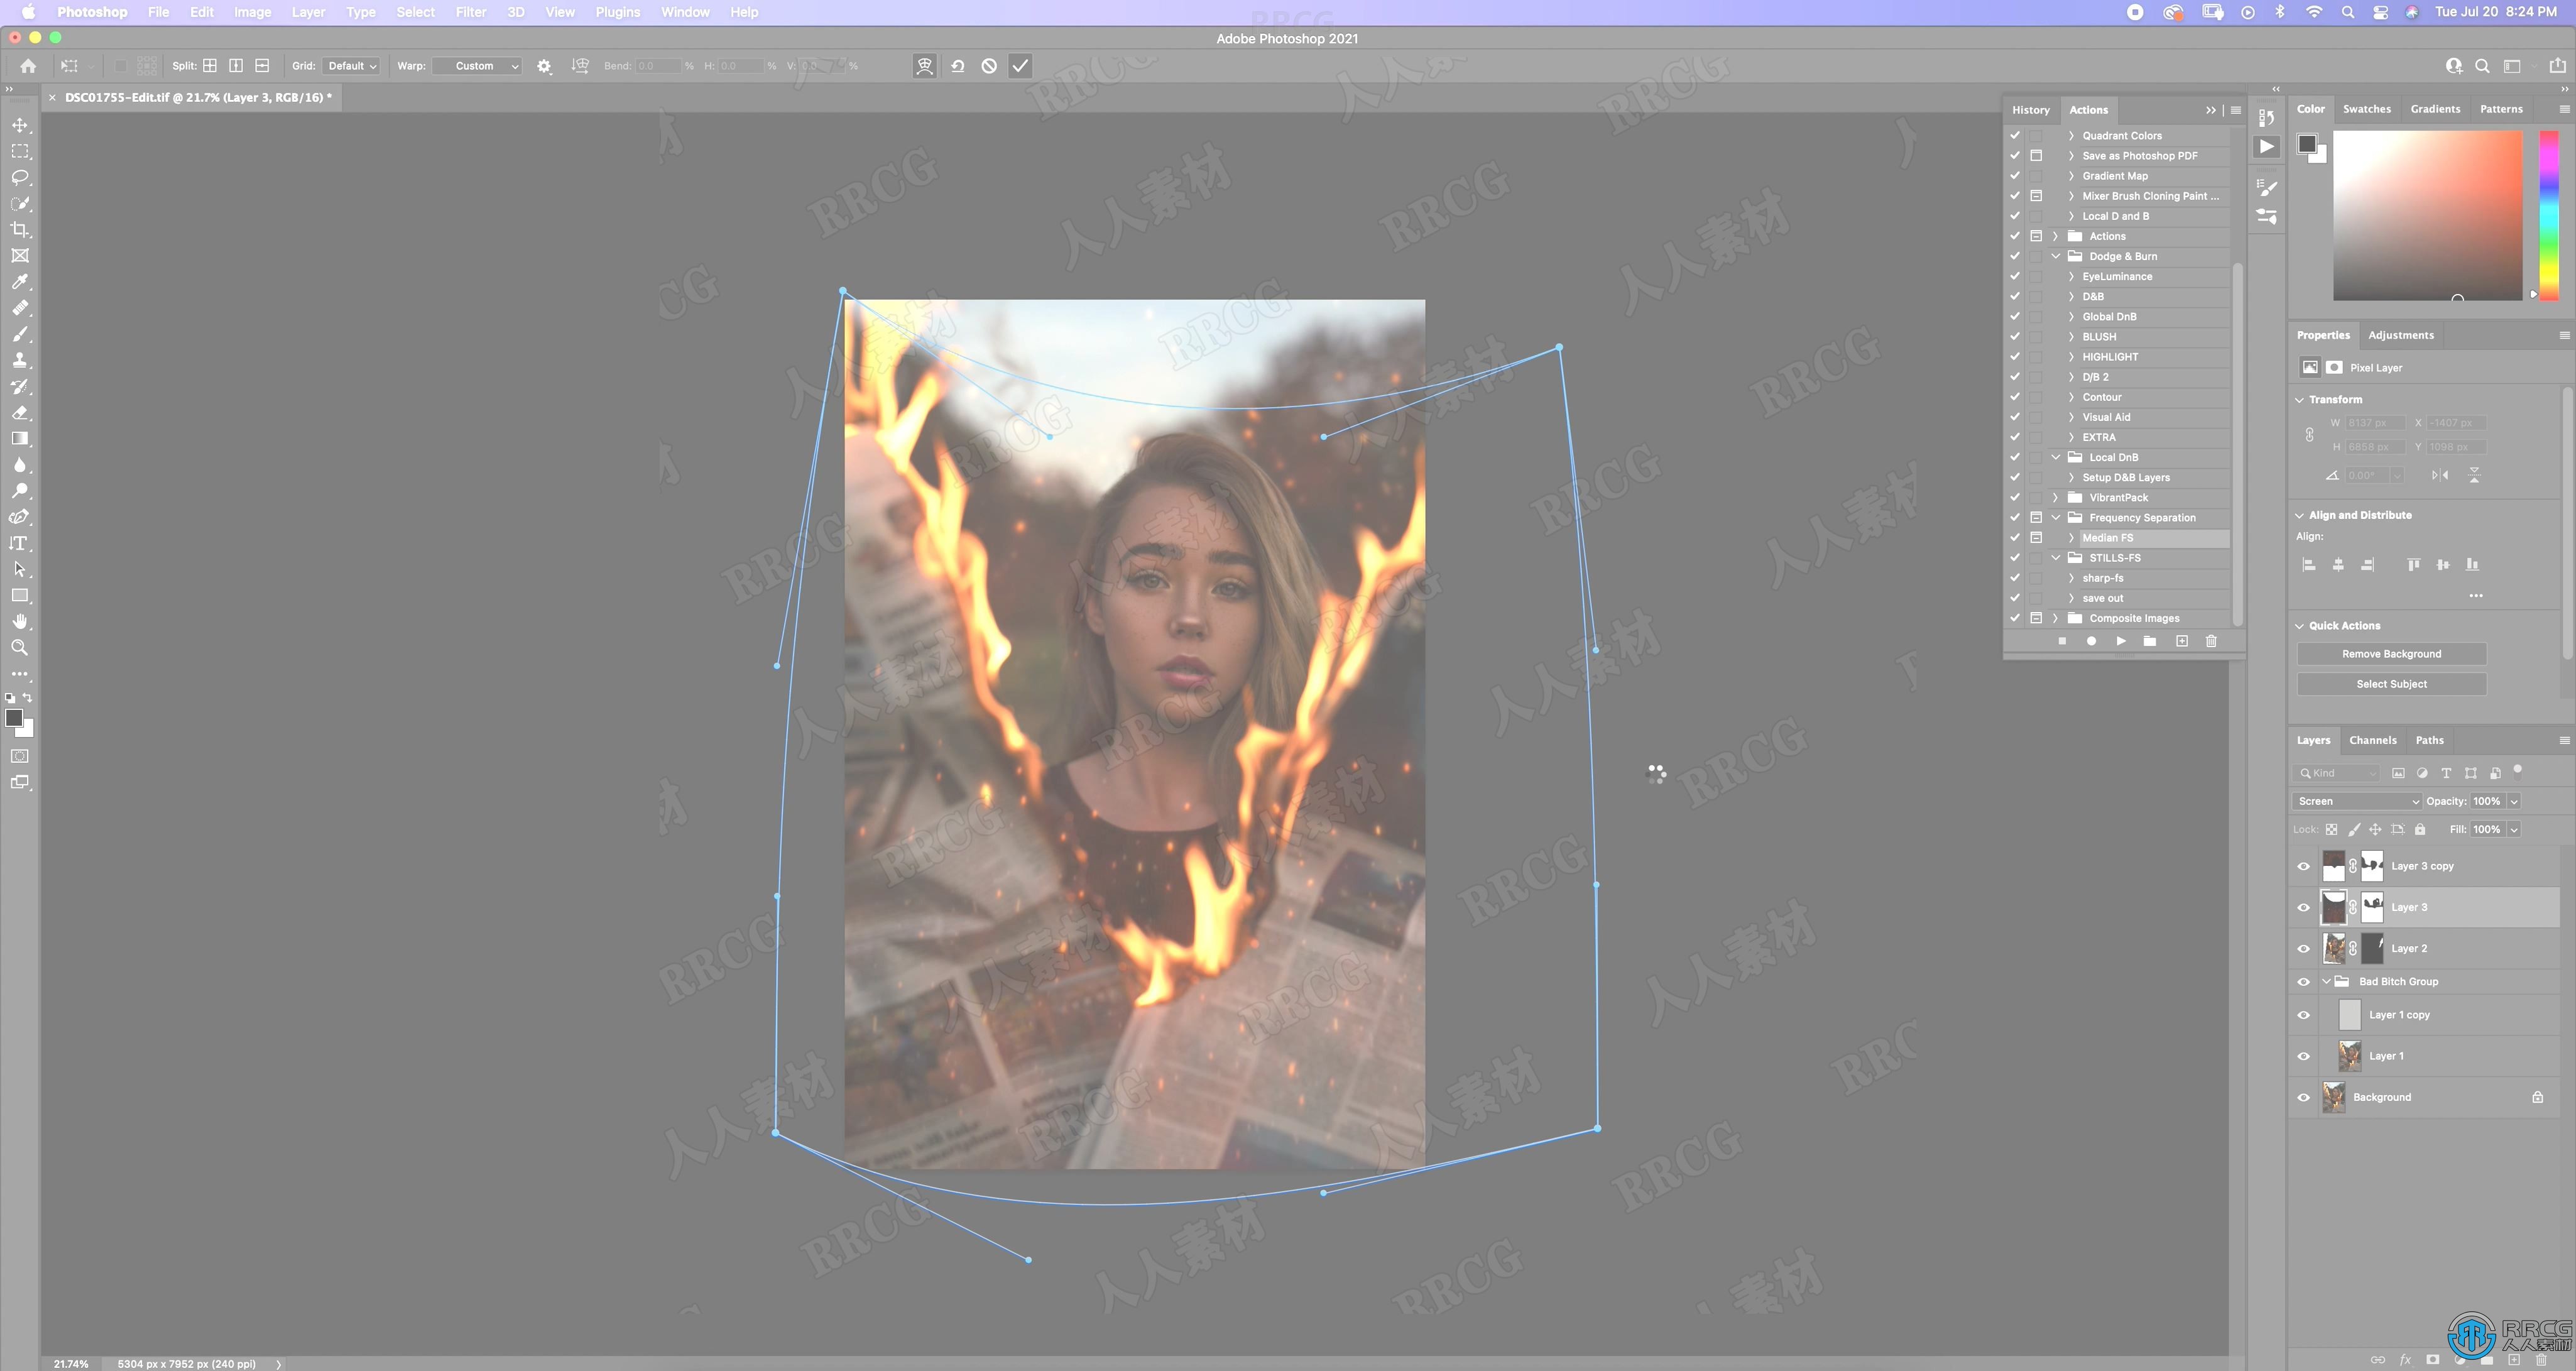 Photoshop File Edit Image Layer Type Select Filter 3D View Plugins Window Help
Tue Jul 20 8:24 PM
RRCG
Adobe Photoshop 2021
Split: Grid: Default Warp: Custom Bend: 0.0 % H: 0.0 % V: 0.0 %
DSC01755-Edit.tif @ 21.7% (Layer 3, RGB/16) *
History Actions
Quadrant Colors
Save as Photoshop PDF
Gradient Map
Mixer Brush Cloning Paint ...
Local D and B
Actions
Dodge & Burn
EyeLuminance
D&B
Global DnB
BLUSH
HIGHLIGHT
D/B 2
Contour
Visual Aid
EXTRA
Local DnB
Setup D&B Layers
VibrantPack
Frequency Separation
Median FS
STILLS-FS
sharp-fs
save out
Composite Images
Color Swatches Gradients Patterns
Properties Adjustments
Pixel Layer
Transform
W 8137 px X -1407 px
H 6858 px Y 1098 px
0.00°
Align and Distribute
Align:
Quick Actions
Remove Background
Select Subject
Layers Channels Paths
Kind
Screen Opacity: 100%
Lock: Fill: 100%
Layer 3 copy
Layer 3
Layer 2
Bad Bitch Group
Layer 1 copy
Layer 1
Background
RRCG
人人素材
21.74% 5304 px x 7952 px (240 ppi)